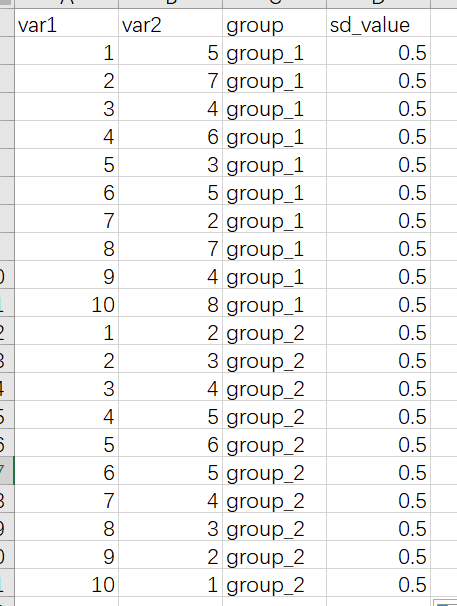 var1 var2 group sd_value
1 5 group_1 0.5
2 7 group_1 0.5
3 4 group_1 0.5
4 6 group_1 0.5
5 3 group_1 0.5
6 5 group_1 0.5
7 2 group_1 0.5
8 7 group_1 0.5
9 4 group_1 0.5
10 8 group_1 0.5
1 2 group_2 0.5
2 3 group_2 0.5
3 4 group_2 0.5
4 5 group_2 0.5
5 6 group_2 0.5
6 5 group_2 0.5
7 4 group_2 0.5
8 3 group_2 0.5
9 2 group_2 0.5
10 1 group_2 0.5